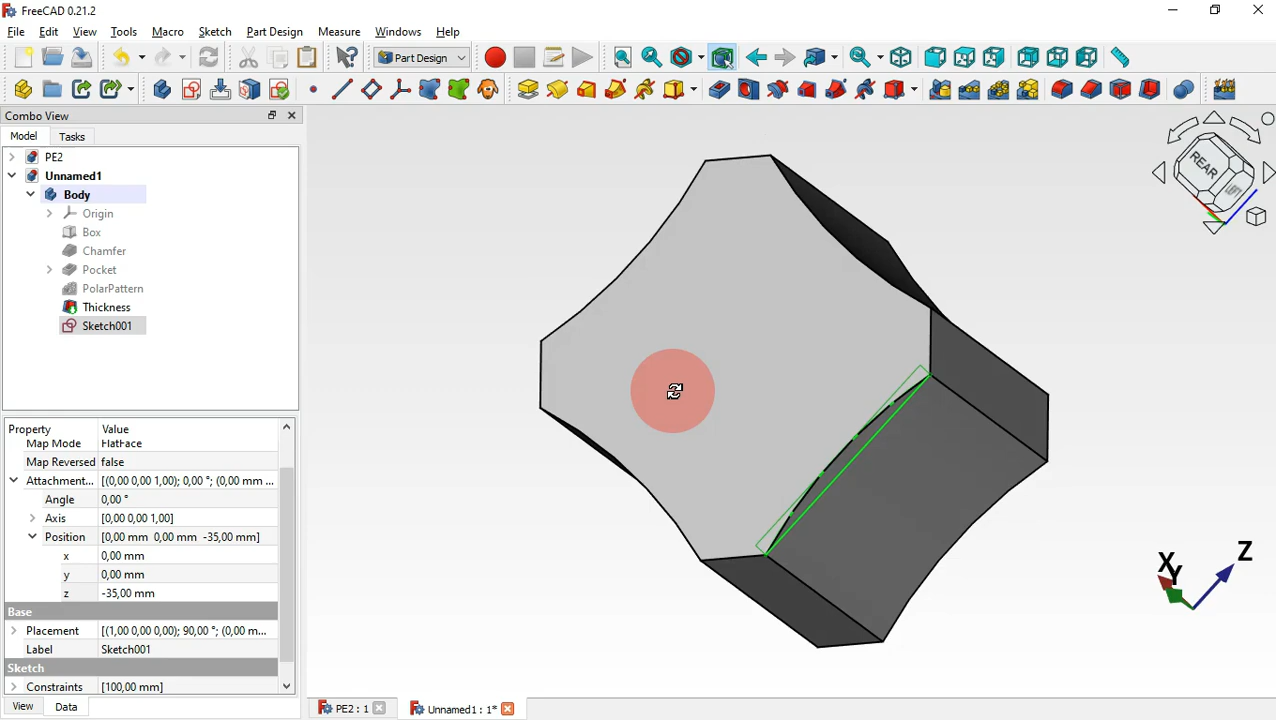 FreeCAD 0.21.2
File Edit View Tools Macro Sketch Part Design Measure Windows Help
Part Design
Combo View
Model Tasks
PE2
Unnamed1
Body
Origin
Box
Chamfer
Pocket
PolarPattern
Thickness
Sketch001
Property Value
Map Mode FlatFace
Map Reversed false
Attachment... [(0,00 0,00 1,00); 0,00 °; (0,00 mm ...
Angle 0,00 °
Axis [0,00 0,00 1,00]
Position [0,00 mm 0,00 mm -35,00 mm]
x 0,00 mm
y 0,00 mm
z -35,00 mm
Base
Placement [(1,00 0,00 0,00); 90,00 °; (0,00 m...
Label Sketch001
Sketch
Constraints [100,00 mm]
View Data
PE2 : 1
Unnamed1 : 1*
REAR
X
Y
Z